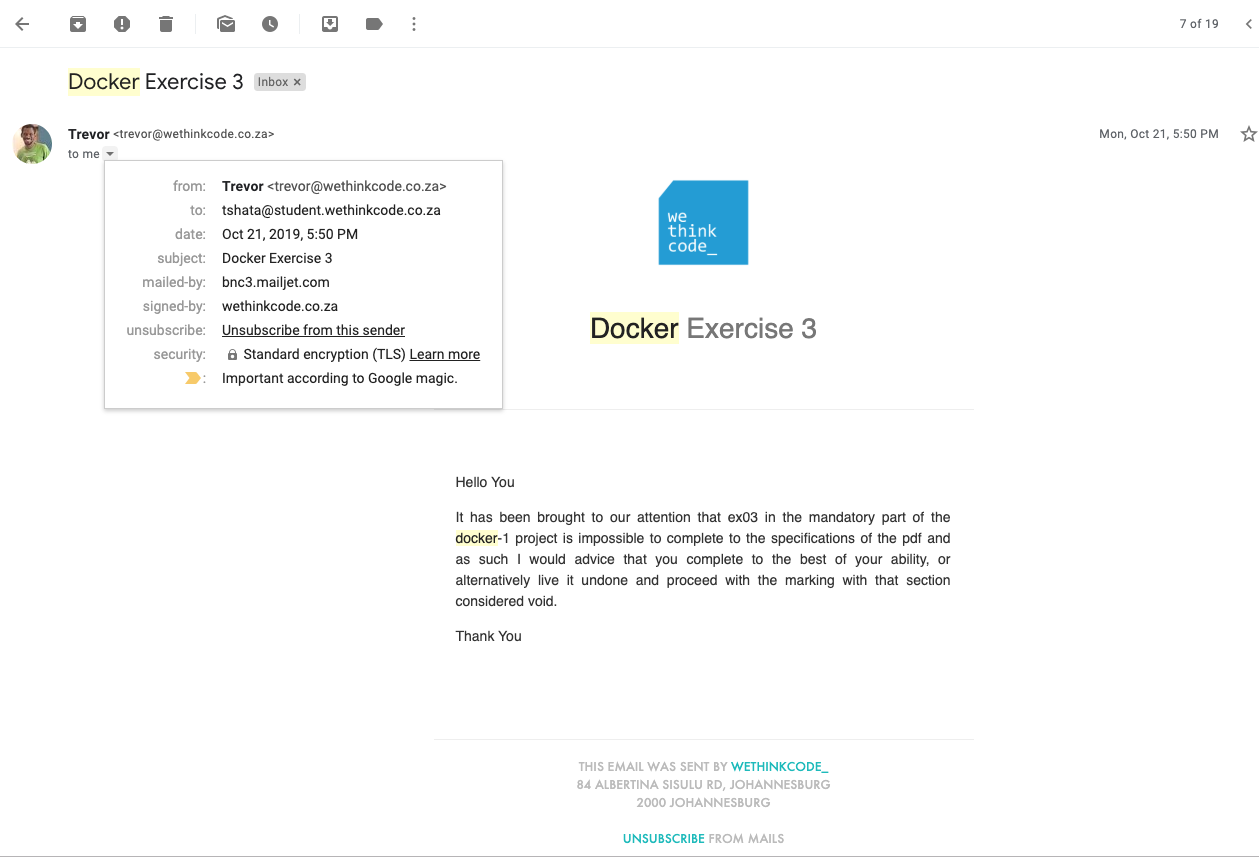 7 of 19
Docker Exercise 3 Inbox ×
Trevor <trevor@wethinkcode.co.za>
Mon, Oct 21, 5:50 PM
to me
from: Trevor <trevor@wethinkcode.co.za>
to: tshata@student.wethinkcode.co.za
date: Oct 21, 2019, 5:50 PM
subject: Docker Exercise 3
mailed-by: bnc3.mailjet.com
signed-by: wethinkcode.co.za
unsubscribe: Unsubscribe from this sender
security: Standard encryption (TLS) Learn more
: Important according to Google magic.
we
think
code_
Docker Exercise 3
Hello You
It has been brought to our attention that ex03 in the mandatory part of the
docker-1 project is impossible to complete to the specifications of the pdf and
as such I would advice that you complete to the best of your ability, or
alternatively live it undone and proceed with the marking with that section
considered void.
Thank You
THIS EMAIL WAS SENT BY WETHINKCODE_
84 ALBERTINA SISULU RD, JOHANNESBURG
2000 JOHANNESBURG
UNSUBSCRIBE FROM MAILS